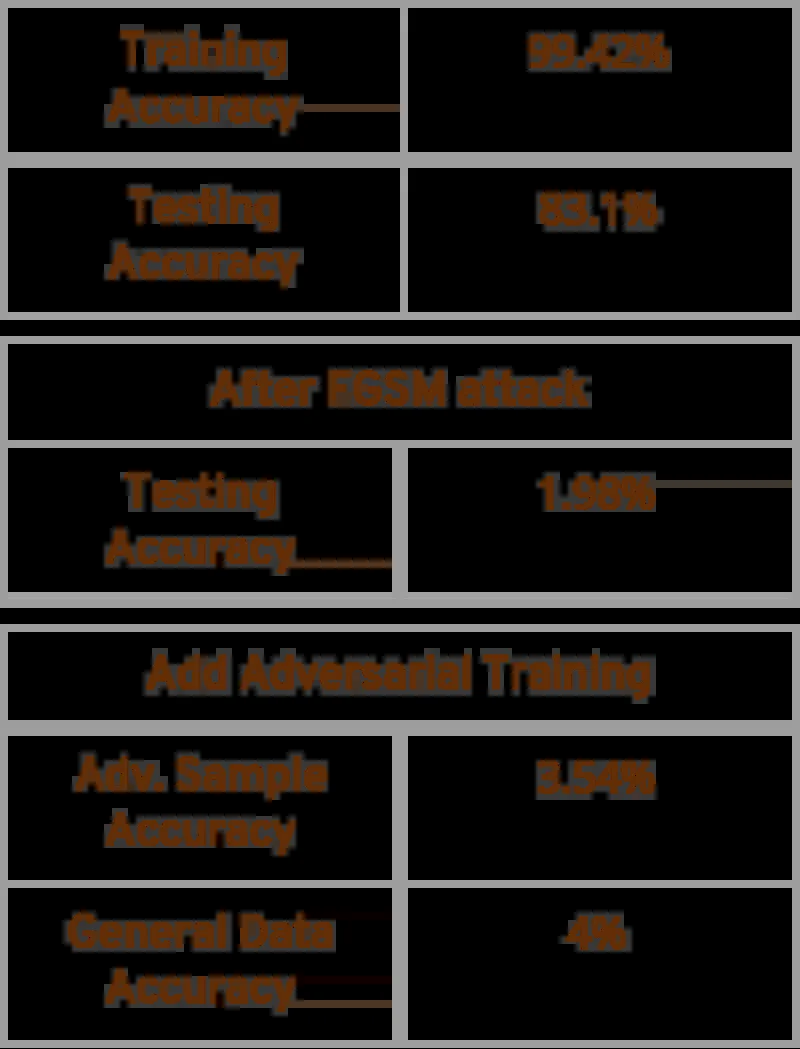 Training
Accuracy
99.42%
Testing
Accuracy
83.1%
After FGSM attack
Testing
Accuracy
1.98%
Add Adversarial Training
Adv. Sample
Accuracy
3.54%
General Data
Accuracy
4%